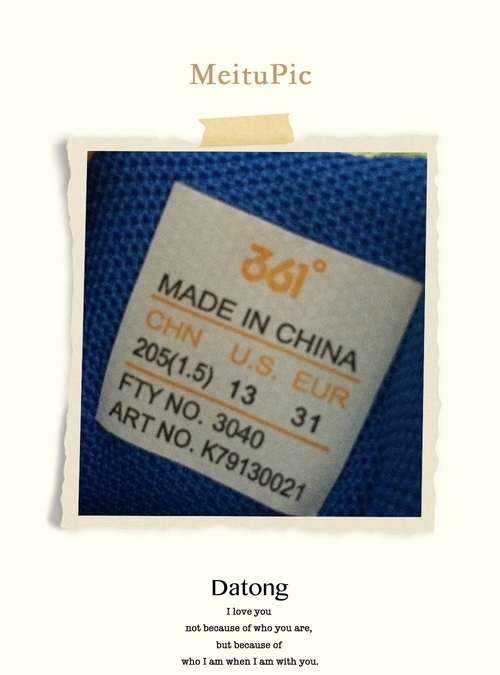 MeituPic
361°
MADE IN CHINA
CHN U.S. EUR
205(1.5) 13 31
FTY NO. 3040
ART NO. K79130021
Datong
I love you
not because of who you are,
but because of
who I am when I am with you.